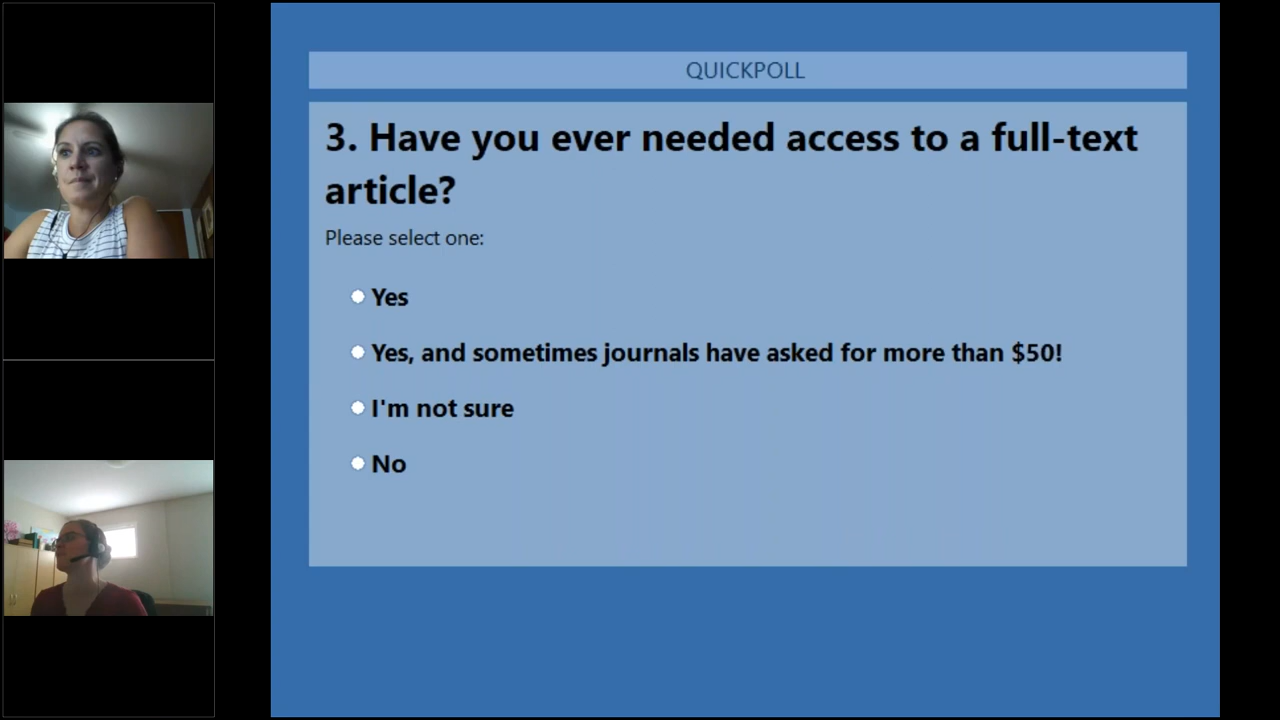 QUICKPOLL
3. Have you ever needed access to a full-text
article?
Please select one:
Yes
Yes, and sometimes journals have asked for more than $50!
I'm not sure
No